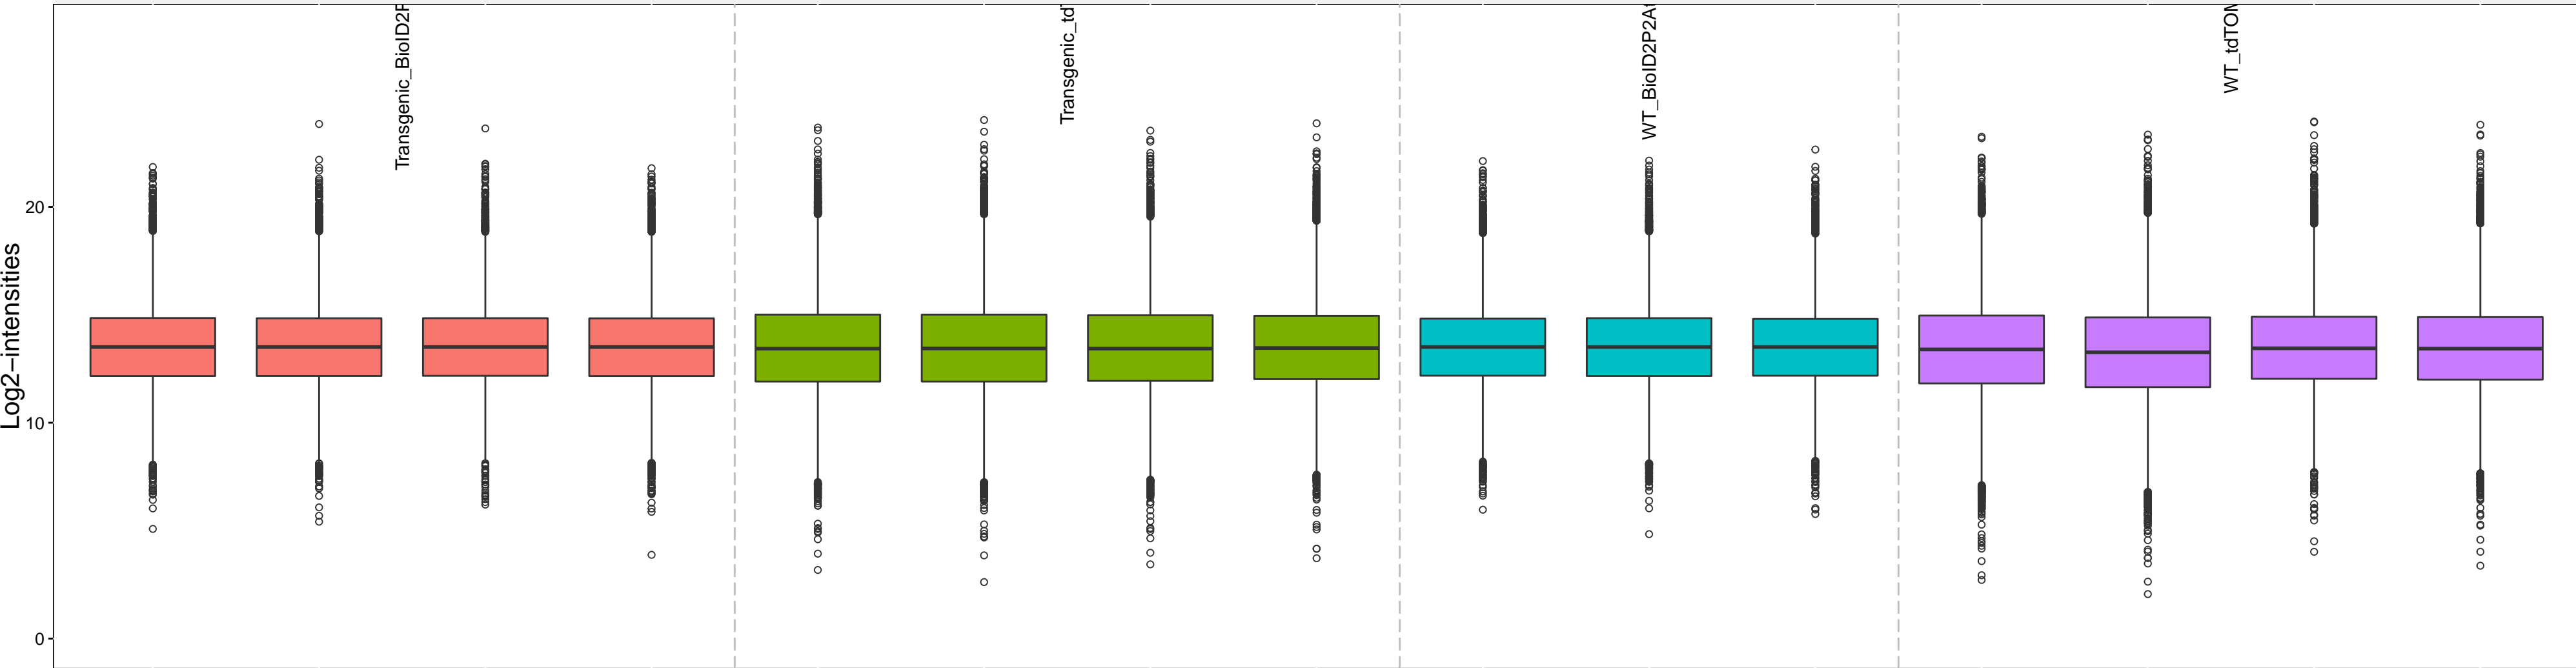 Transgenic_BioID2P
Transgenic_td
WT_BioID2P2A
WT_tdTOM
Log2−intensities
20
10
0